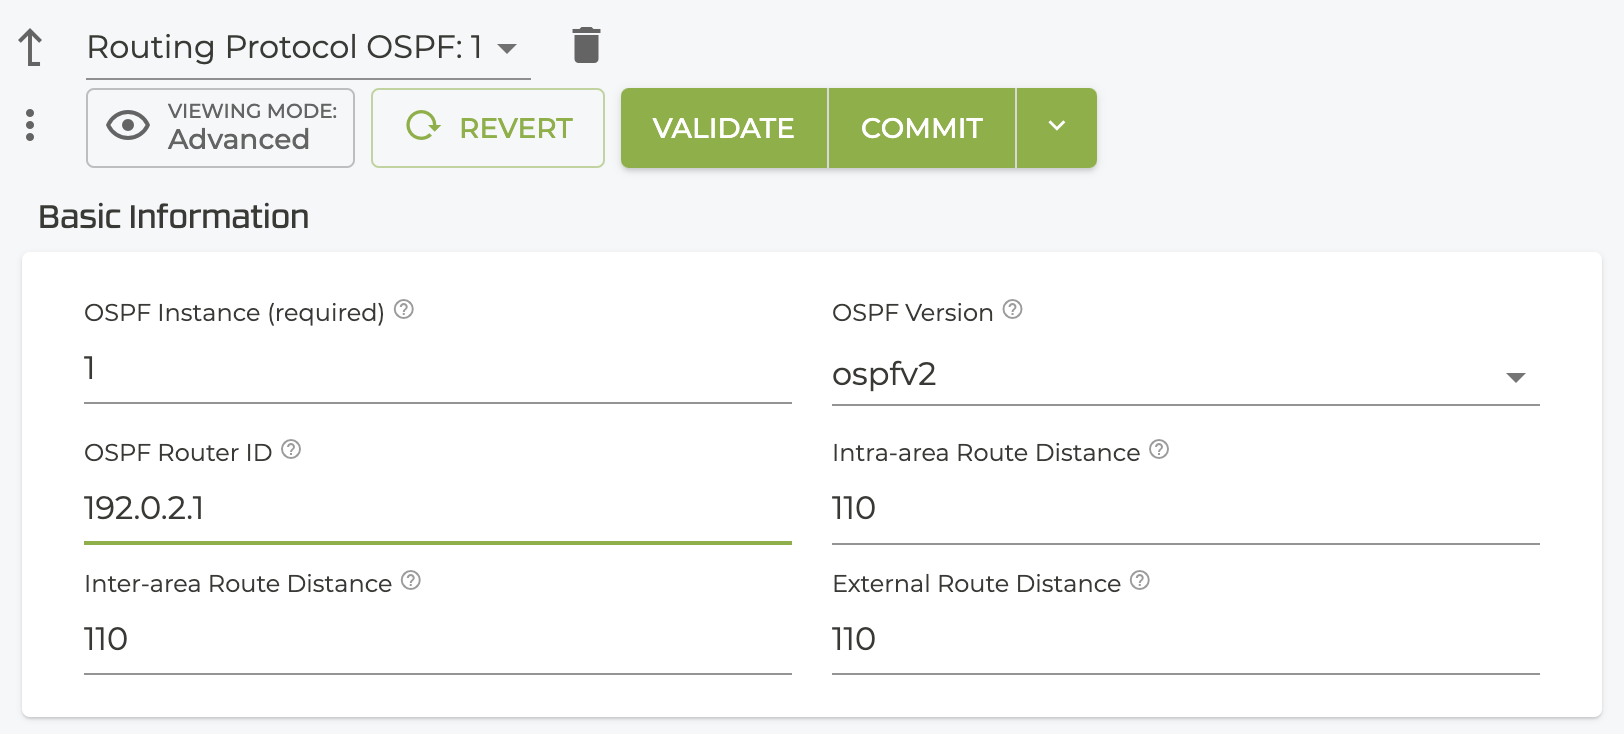 Routing Protocol OSPF: 1
VIEWING MODE:
Advanced
REVERT
VALIDATE
COMMIT
Basic Information
OSPF Instance (required)
1
OSPF Version
ospfv2
OSPF Router ID
192.0.2.1
Intra-area Route Distance
110
Inter-area Route Distance
110
External Route Distance
110